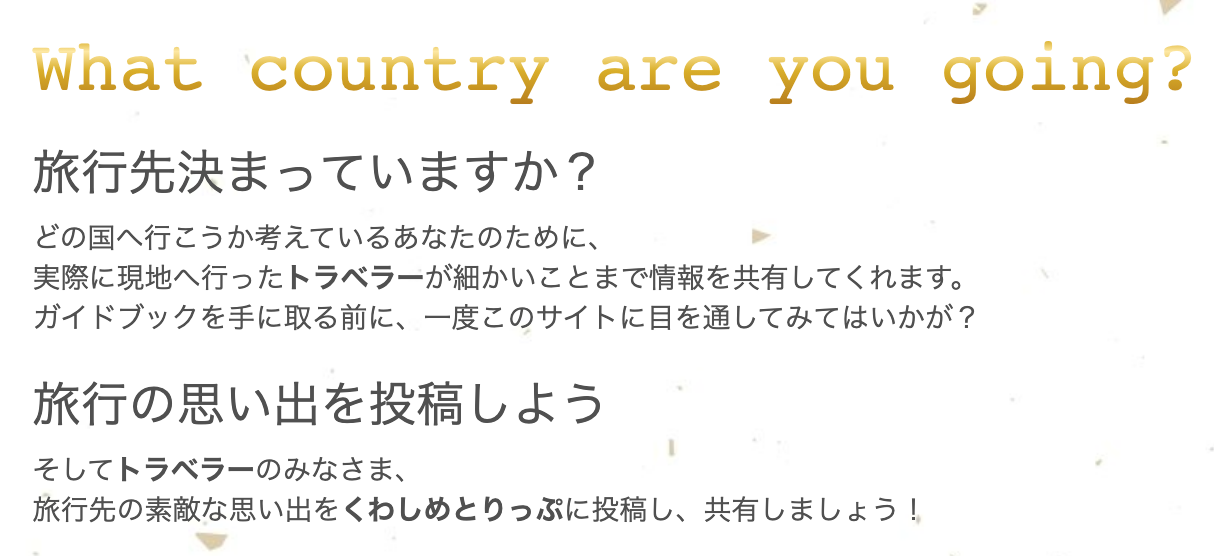 What country are you going?
旅行先決まっていますか？
どの国へ行こうか考えているあなたのために、
実際に現地へ行ったトラベラーが細かいことまで情報を共有してくれます。
ガイドブックを手に取る前に、一度このサイトに目を通してみてはいかが？
旅行の思い出を投稿しよう
そしてトラベラーのみなさま、
旅行先の素敵な思い出をくわしめとりっぷに投稿し、共有しましょう！